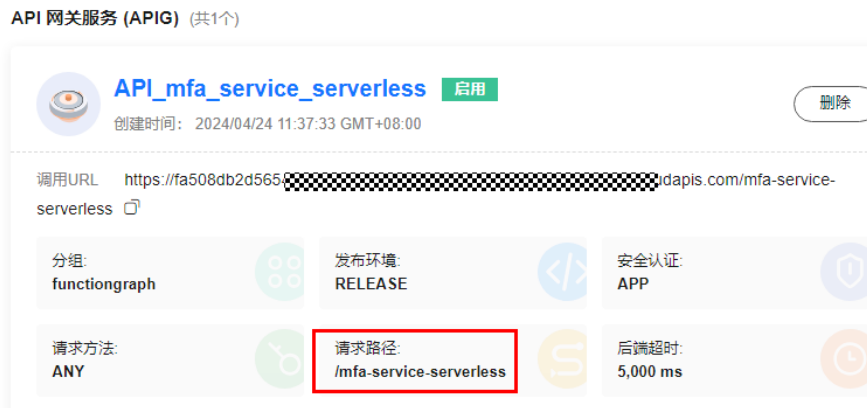 API 网关服务 (APIG) (共1个)
API_mfa_service_serverless 启用
删除
创建时间： 2024/04/24 11:37:33 GMT+08:00
调用URL https://fa508db2d565 udapis.com/mfa-service-
serverless
分组: 发布环境: 安全认证:
functiongraph RELEASE APP
请求方法: 请求路径: 后端超时:
ANY /mfa-service-serverless 5,000 ms